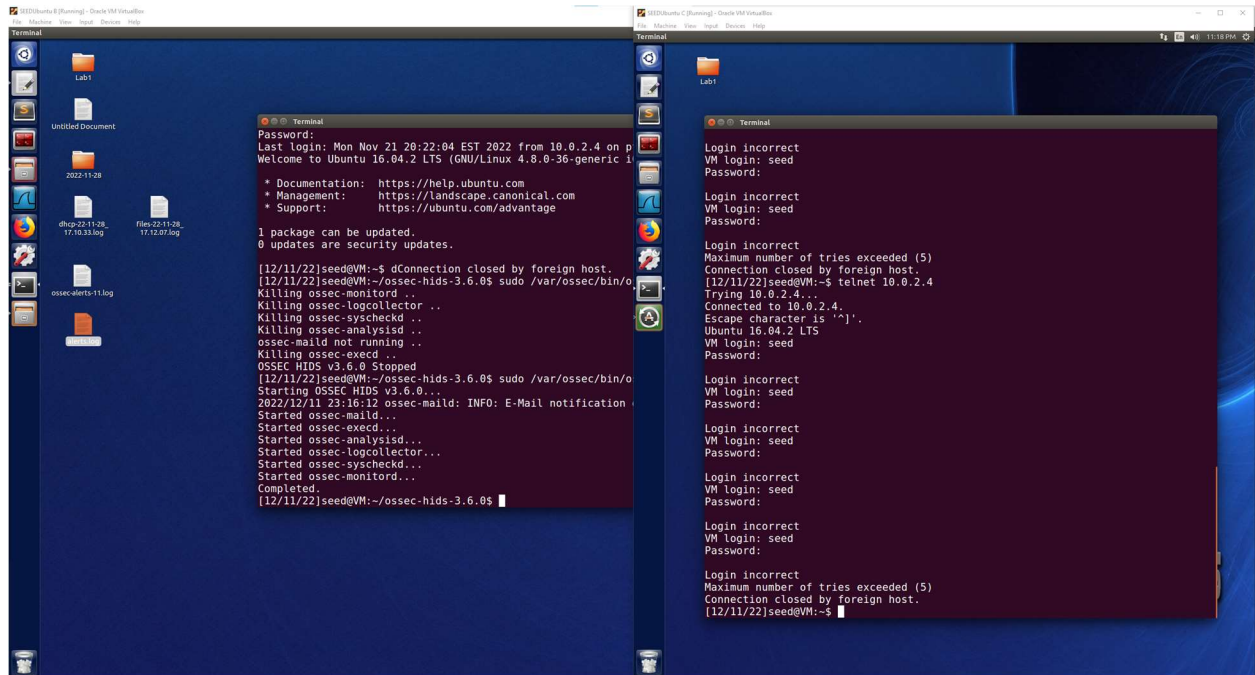 SEEDUbuntu B [Running] - Oracle VM VirtualBox
File Machine View Input Devices Help
Terminal
Lab1
Untitled Document
2022-11-28
dhcp-22-11-28_
17.10.33.log
files-22-11-28_
17.12.07.log
ossec-alerts-11.log
alerts.log
Terminal
Password:
Last login: Mon Nov 21 20:22:04 EST 2022 from 10.0.2.4 on p
Welcome to Ubuntu 16.04.2 LTS (GNU/Linux 4.8.0-36-generic i
* Documentation: https://help.ubuntu.com
* Management: https://landscape.canonical.com
* Support: https://ubuntu.com/advantage
1 package can be updated.
0 updates are security updates.
[12/11/22]seed@VM:~$ dConnection closed by foreign host.
[12/11/22]seed@VM:~/ossec-hids-3.6.0$ sudo /var/ossec/bin/o
Killing ossec-monitord ..
Killing ossec-logcollector ..
Killing ossec-syscheckd ..
Killing ossec-analysisd ..
ossec-maild not running ..
Killing ossec-execd ..
OSSEC HIDS v3.6.0 Stopped
[12/11/22]seed@VM:~/ossec-hids-3.6.0$ sudo /var/ossec/bin/o
Starting OSSEC HIDS v3.6.0...
2022/12/11 23:16:12 ossec-maild: INFO: E-Mail notification
Started ossec-maild...
Started ossec-execd...
Started ossec-analysisd...
Started ossec-logcollector...
Started ossec-syscheckd...
Started ossec-monitord...
Completed.
[12/11/22]seed@VM:~/ossec-hids-3.6.0$
SEEDUbuntu C [Running] - Oracle VM VirtualBox
File Machine View Input Devices Help
Terminal
En 11:18 PM
Lab1
Terminal
Login incorrect
VM login: seed
Password:
Login incorrect
VM login: seed
Password:
Login incorrect
Maximum number of tries exceeded (5)
Connection closed by foreign host.
[12/11/22]seed@VM:~$ telnet 10.0.2.4
Trying 10.0.2.4...
Connected to 10.0.2.4.
Escape character is '^]'.
Ubuntu 16.04.2 LTS
VM login: seed
Password:
Login incorrect
VM login: seed
Password:
Login incorrect
VM login: seed
Password:
Login incorrect
VM login: seed
Password:
Login incorrect
VM login: seed
Password:
Login incorrect
Maximum number of tries exceeded (5)
Connection closed by foreign host.
[12/11/22]seed@VM:~$